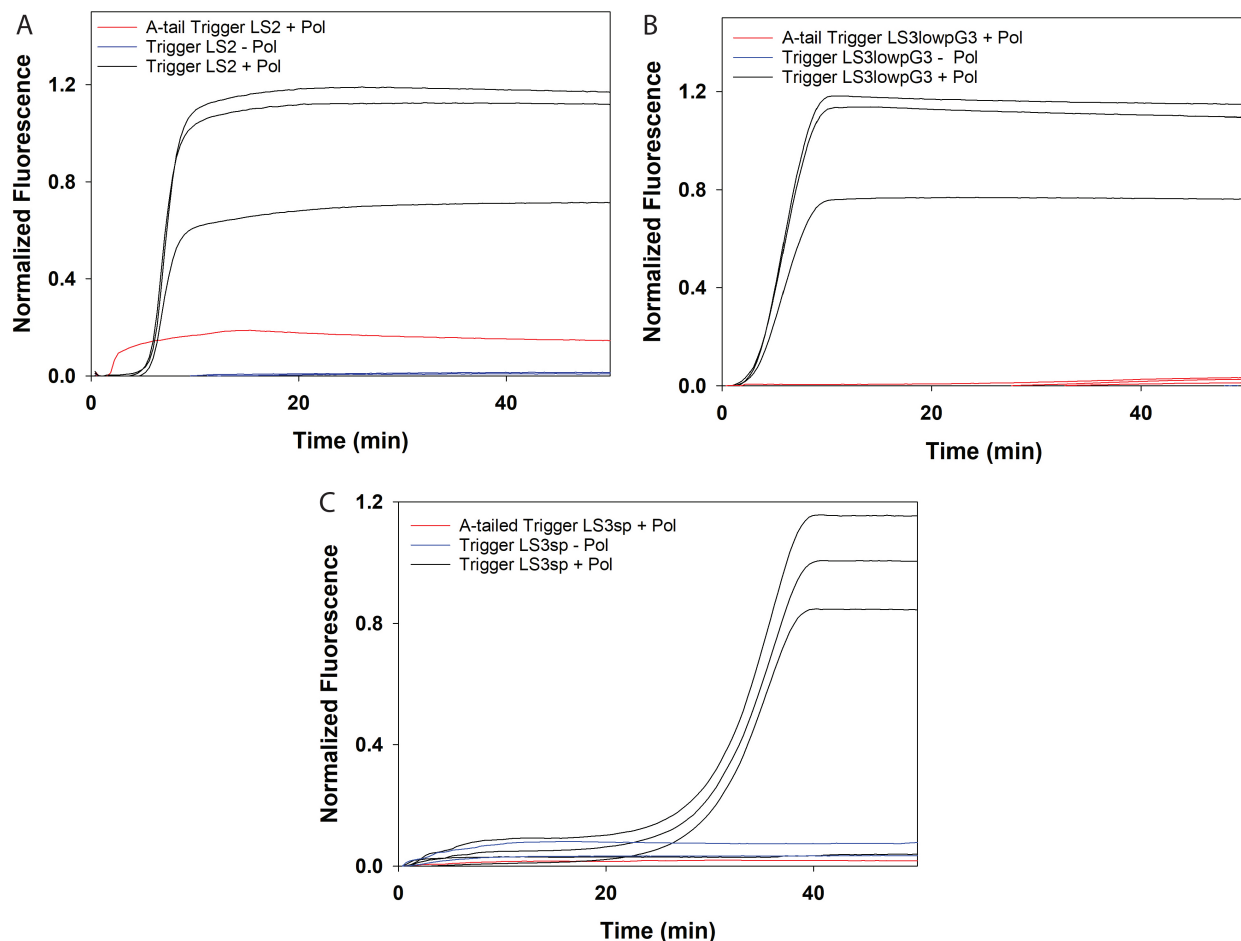 A
A-tail Trigger LS2 + Pol
Trigger LS2 - Pol
Trigger LS2 + Pol
Normalized Fluorescence
1.2
0.8
0.4
0.0
0 20 40
Time (min)
B
A-tail Trigger LS3lowpG3 + Pol
Trigger LS3lowpG3 - Pol
Trigger LS3lowpG3 + Pol
Normalized Fluorescence
1.2
0.8
0.4
0.0
0 20 40
Time (min)
C
A-tailed Trigger LS3sp + Pol
Trigger LS3sp - Pol
Trigger LS3sp + Pol
Normalized Fluorescence
1.2
0.8
0.4
0.0
0 20 40
Time (min)